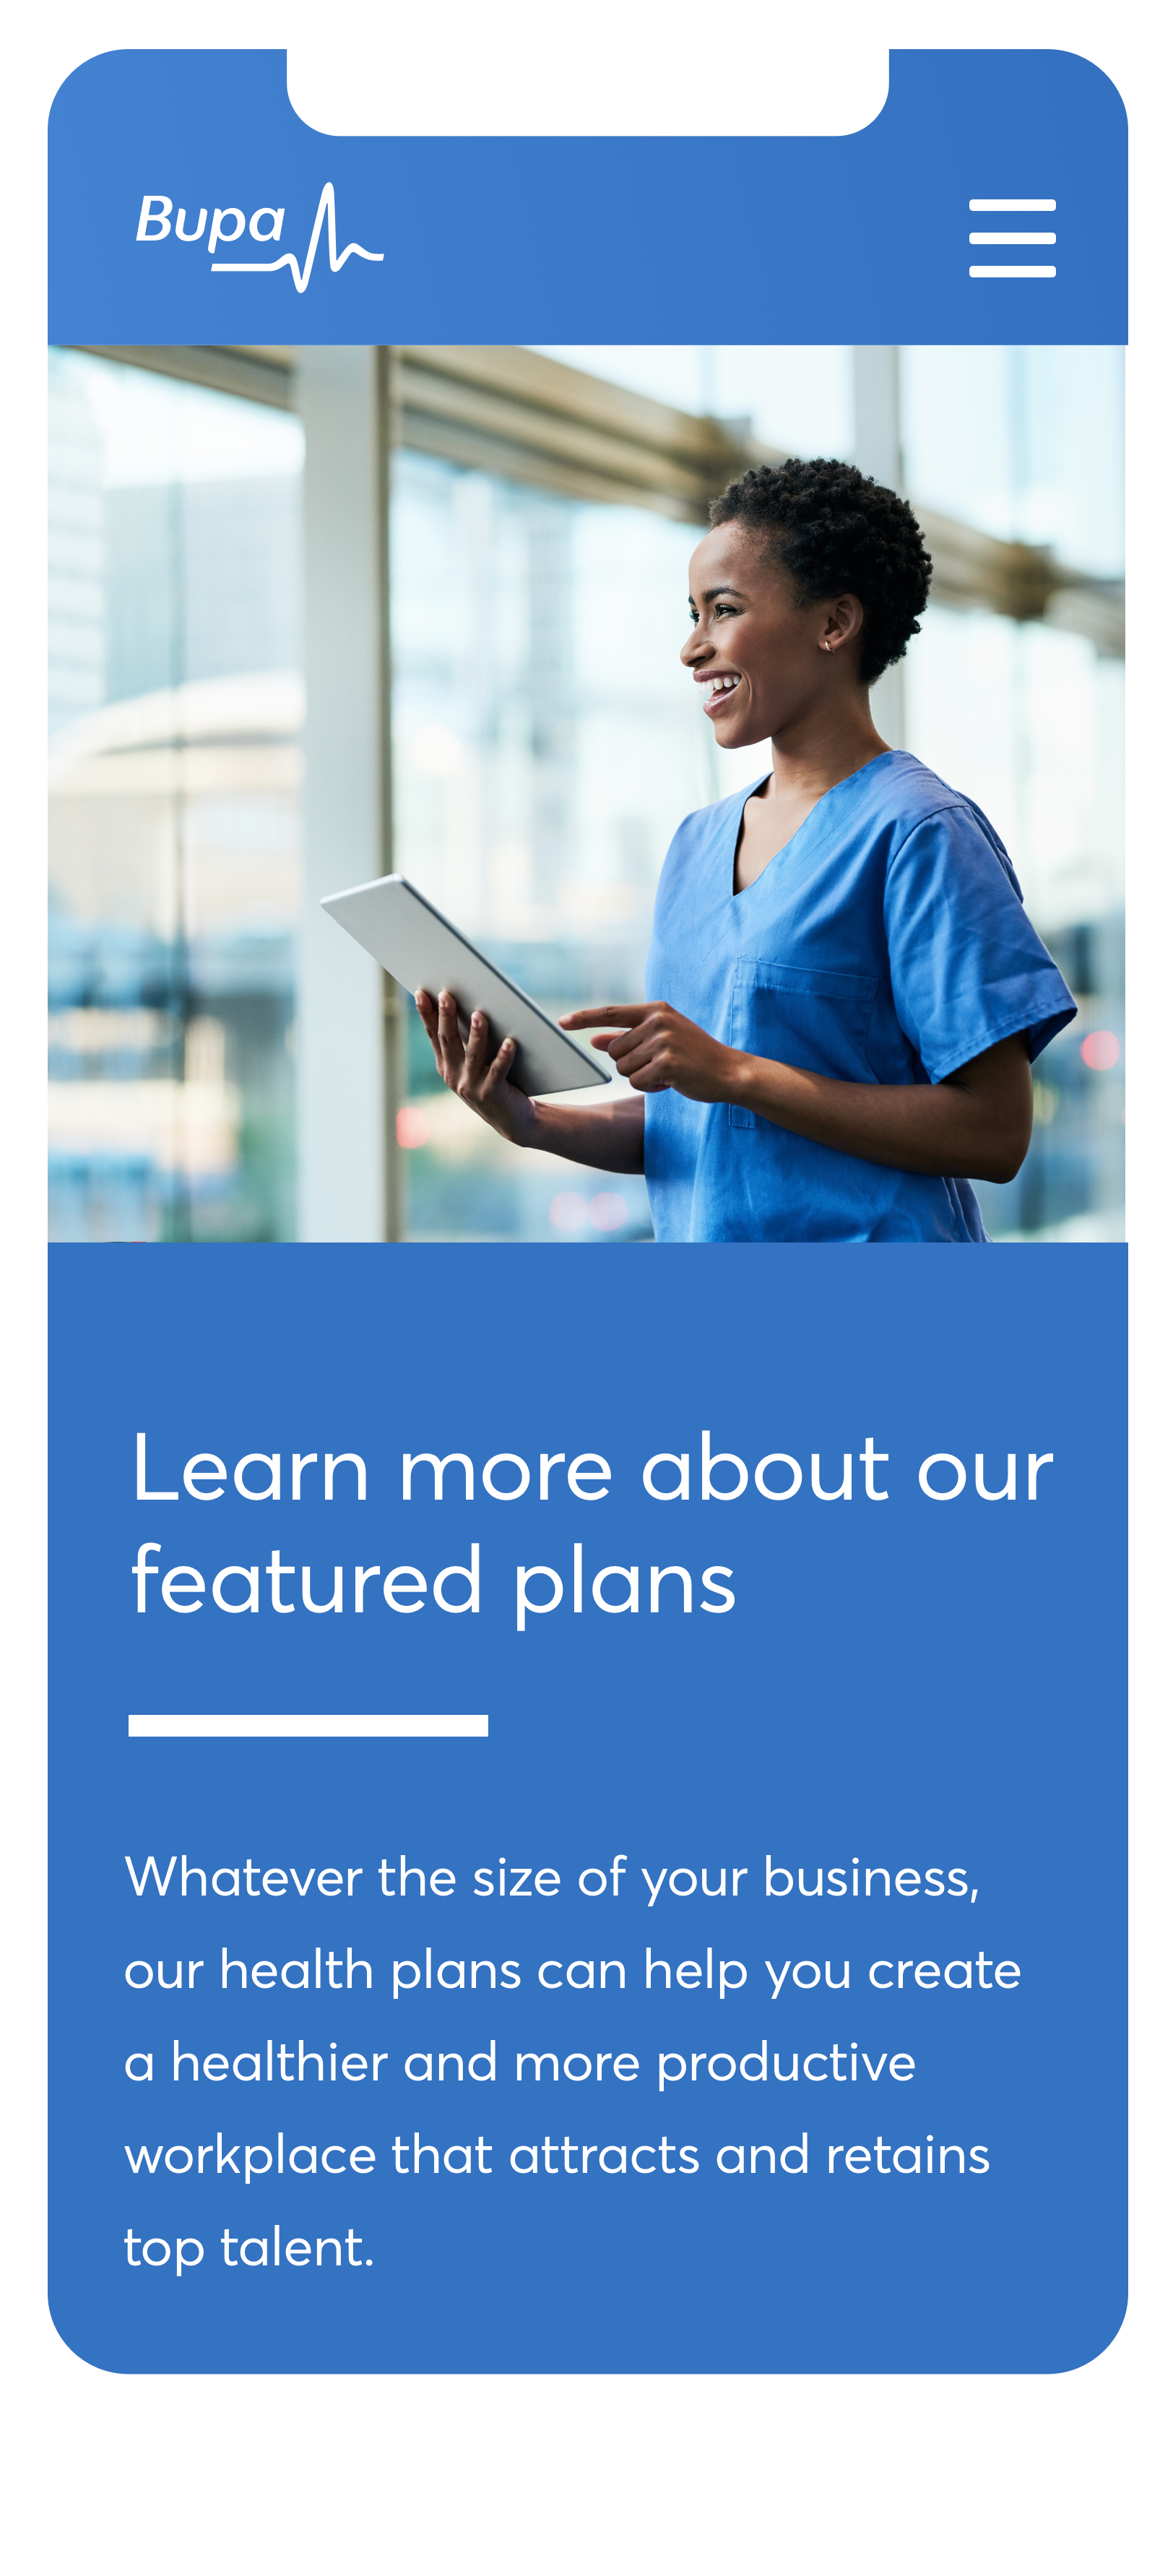 Bupa
Learn more about our
featured plans
Whatever the size of your business,
our health plans can help you create
a healthier and more productive
workplace that attracts and retains
top talent.